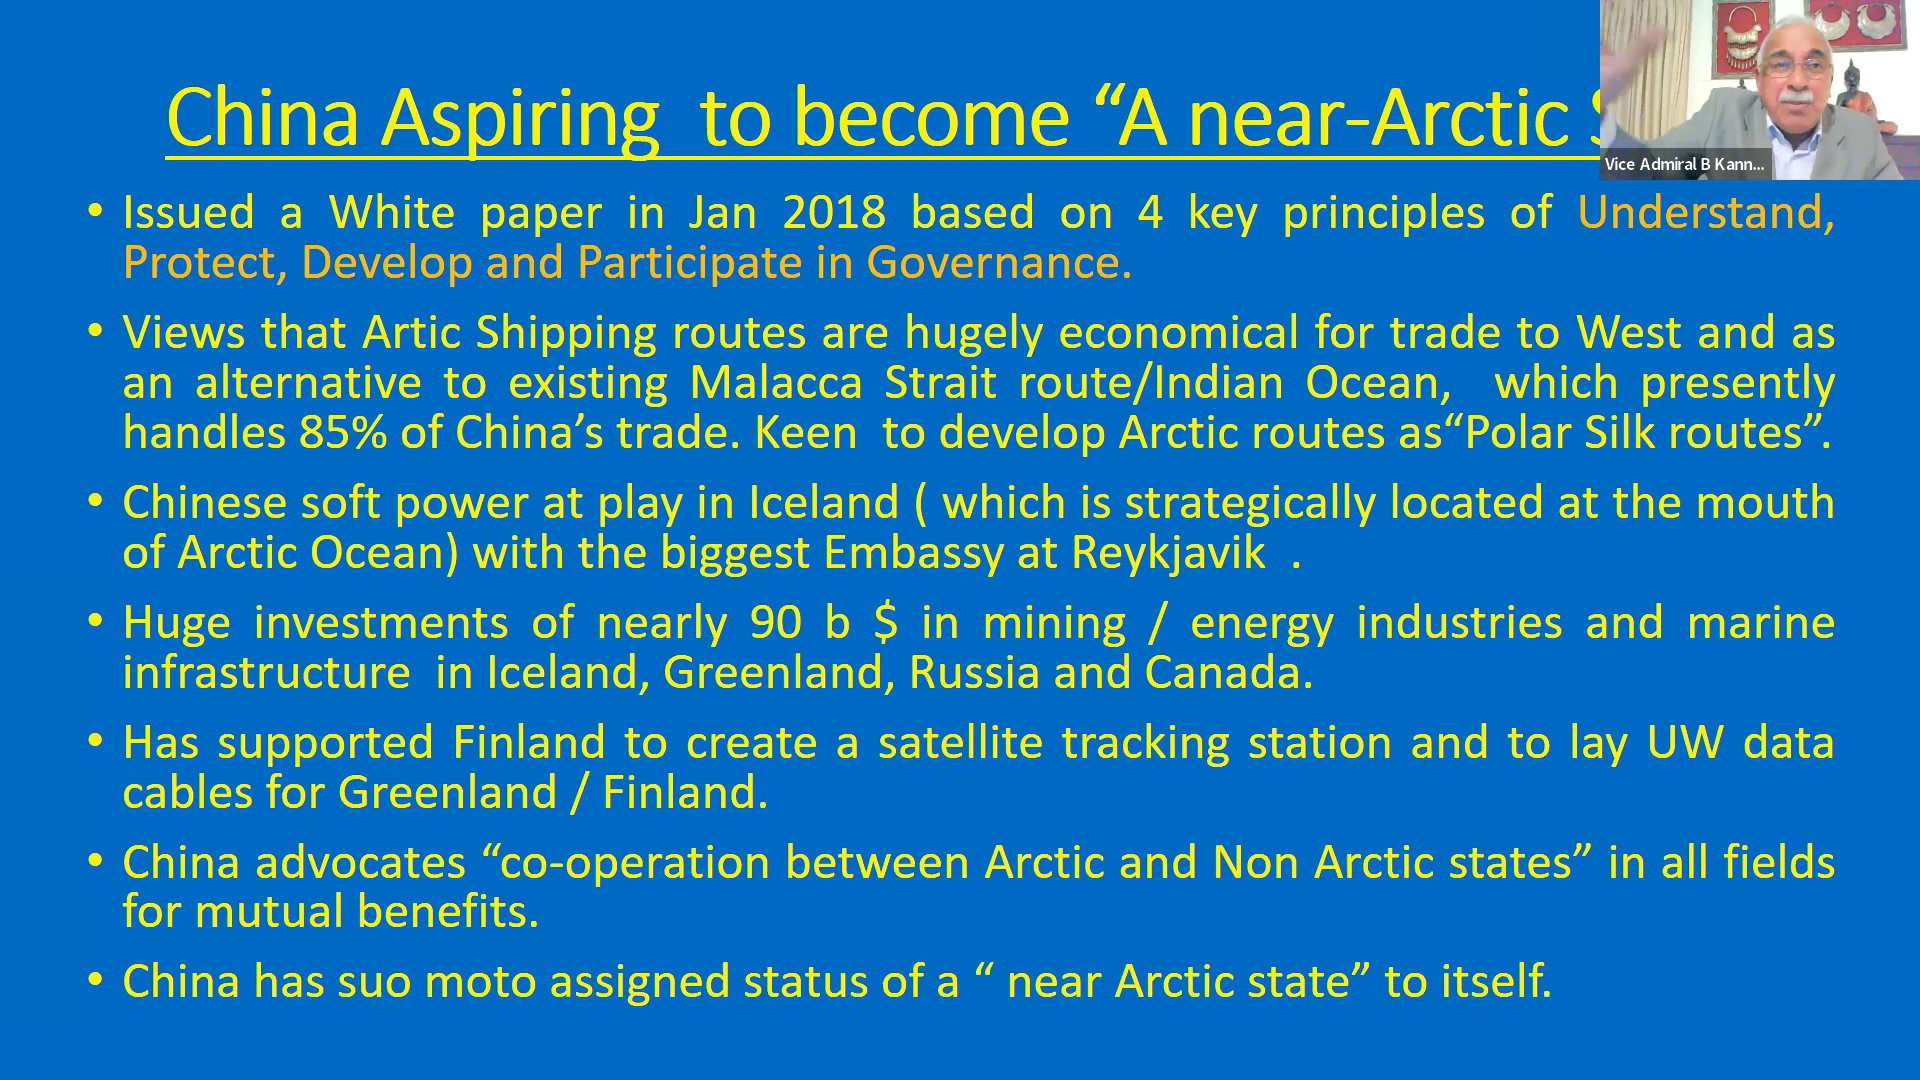 China Aspiring  to become “A near-Arctic
Vice Admiral B Kann...
• Issued a White paper in Jan 2018 based on 4 key principles of Understand,
Protect, Develop and Participate in Governance.
• Views that Artic Shipping routes are hugely economical for trade to West and as
an alternative to existing Malacca Strait route/Indian Ocean,  which presently
handles 85% of China’s trade. Keen  to develop Arctic routes as“Polar Silk routes”.
• Chinese soft power at play in Iceland ( which is strategically located at the mouth
of Arctic Ocean) with the biggest Embassy at Reykjavik  .
• Huge investments of nearly 90 b $ in mining / energy industries and marine
infrastructure  in Iceland, Greenland, Russia and Canada.
• Has supported Finland to create a satellite tracking station and to lay UW data
cables for Greenland / Finland.
• China advocates “co-operation between Arctic and Non Arctic states” in all fields
for mutual benefits.
• China has suo moto assigned status of a “ near Arctic state” to itself.